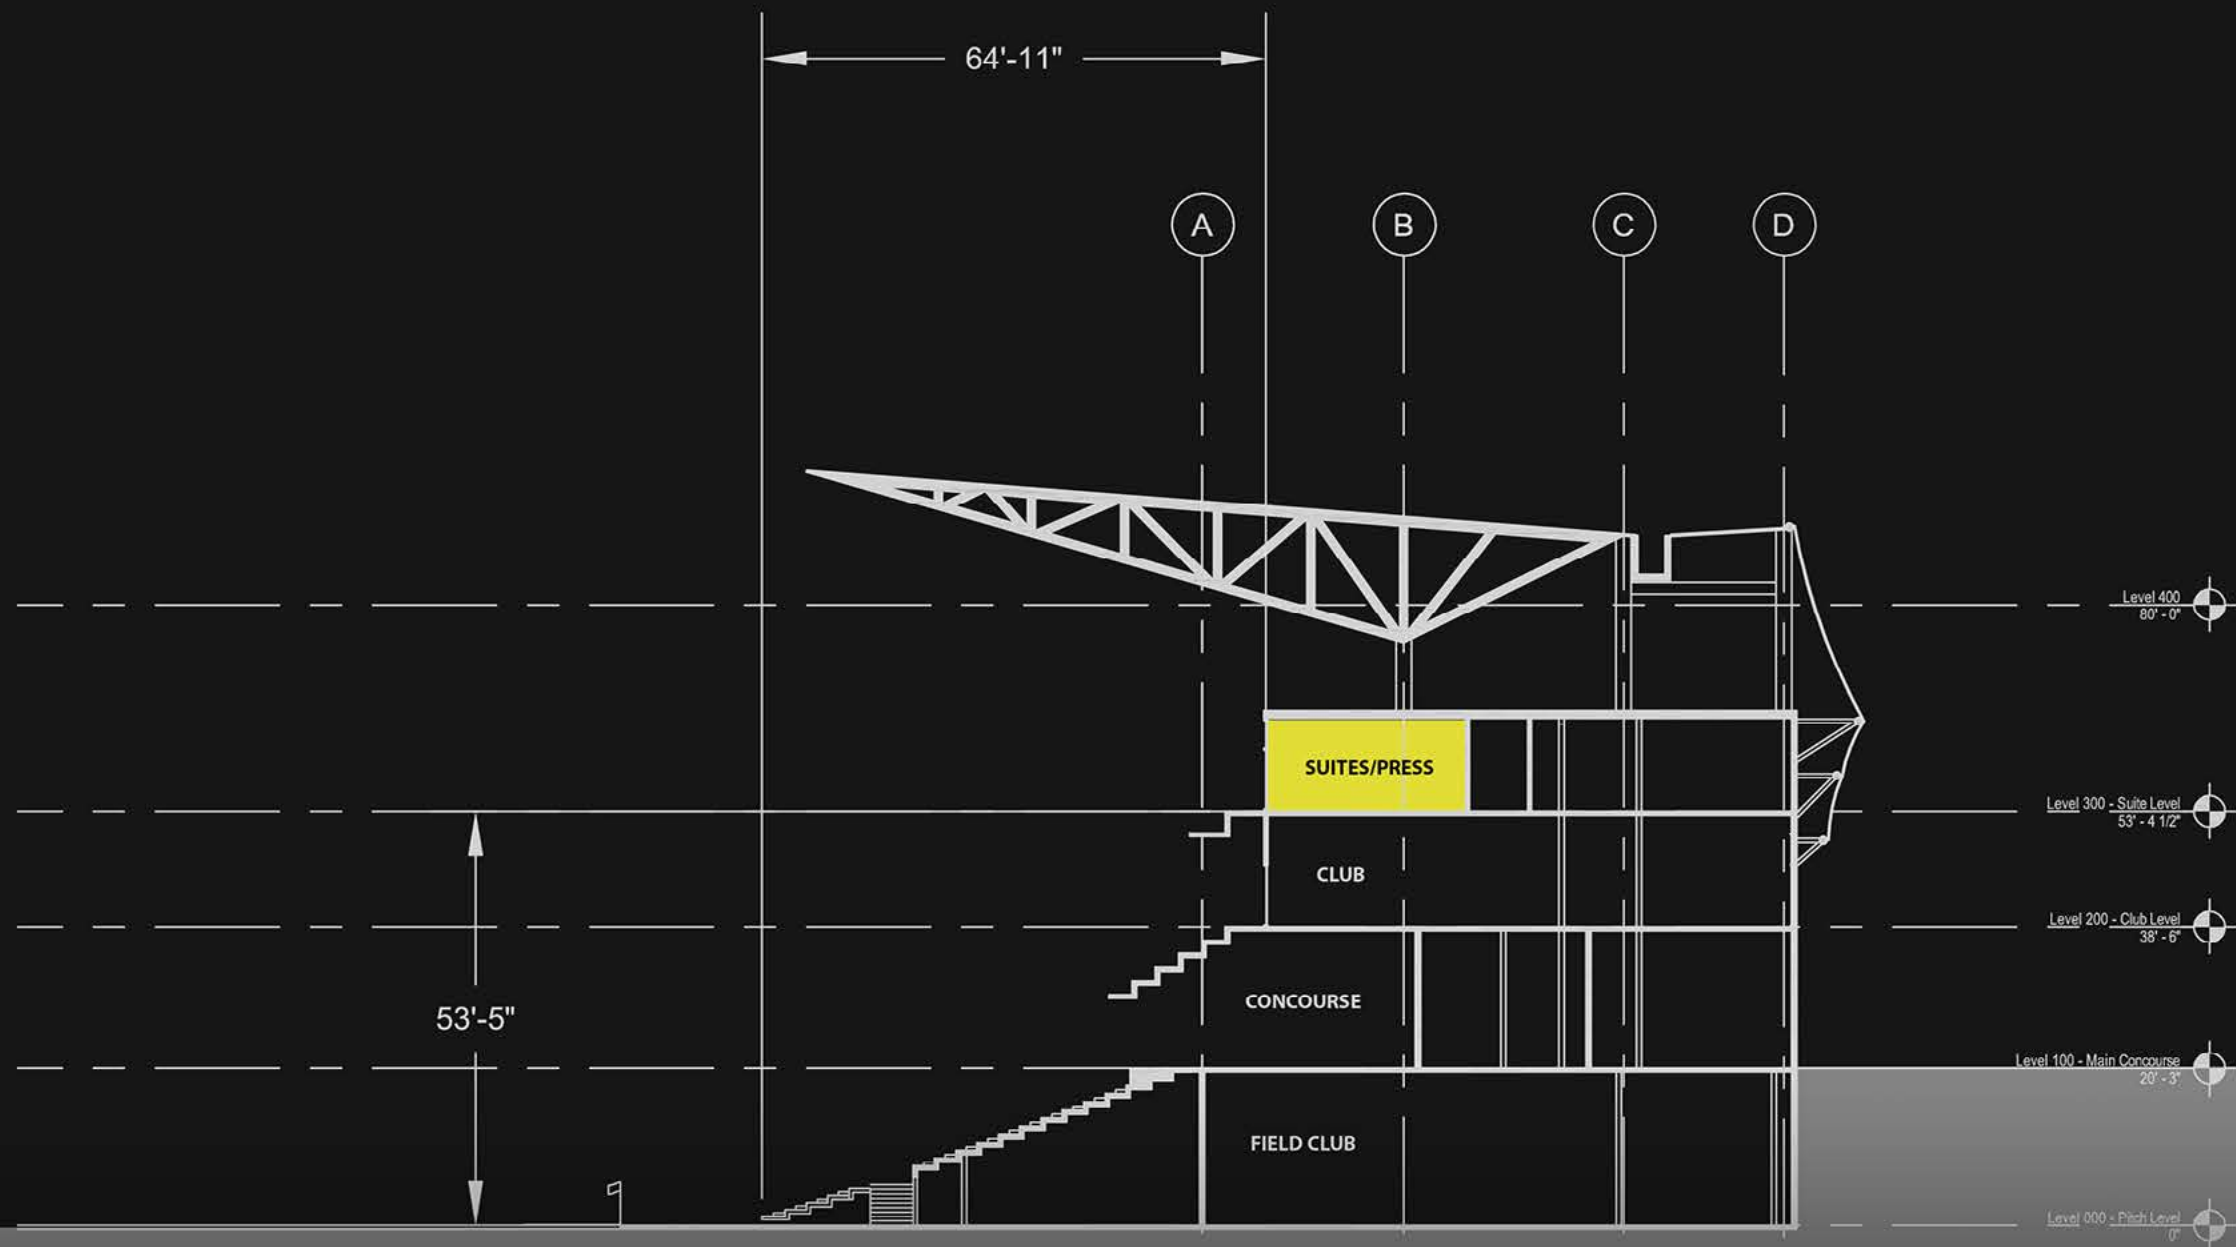 64'-11"
A B C D
Level 400
80' - 0"
SUITES/PRESS
Level 300 - Suite Level
53' - 4 1/2"
CLUB
Level 200 - Club Level
38' - 6"
CONCOURSE
53'-5"
Level 100 - Main Concourse
20' - 3"
FIELD CLUB
Level 000 - Pitch Level
0"